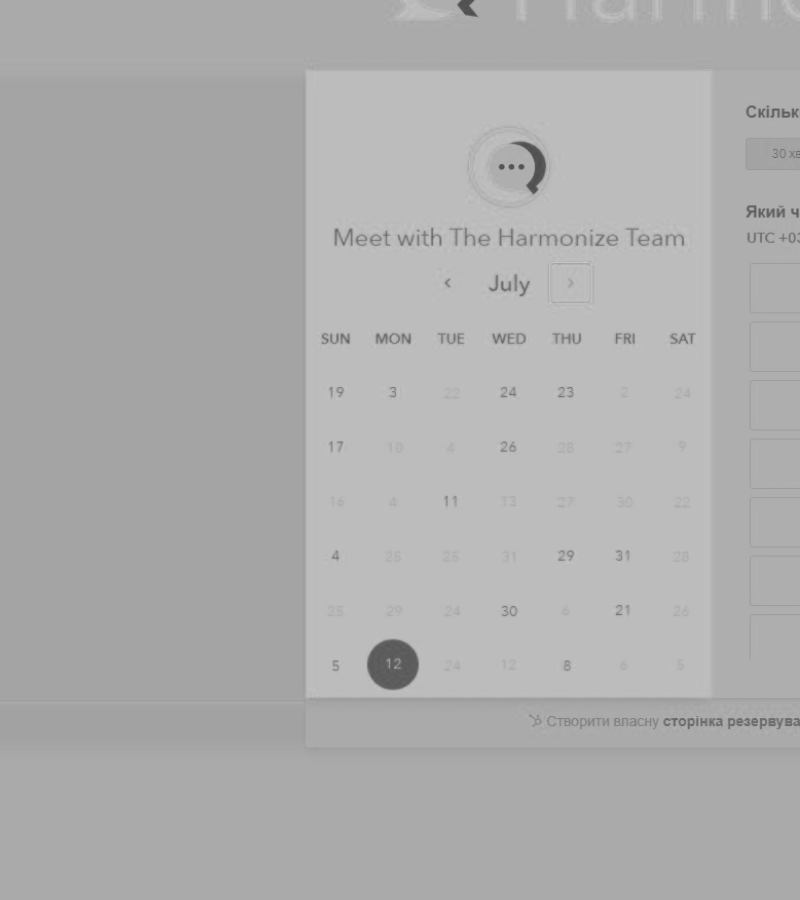 Harmo
Скільк
30 хв
Який ч
UTC +03
Meet with The Harmonize Team
July
SUN MON TUE WED THU FRI SAT
19 3 22 24 23 2 24
17 18 4 26 28 27 9
16 4 11 13 27 30 22
4 25 25 31 29 31 28
25 29 24 30 6 21 26
5 12 24 12 8 6 5
Створити власну сторінка резервува